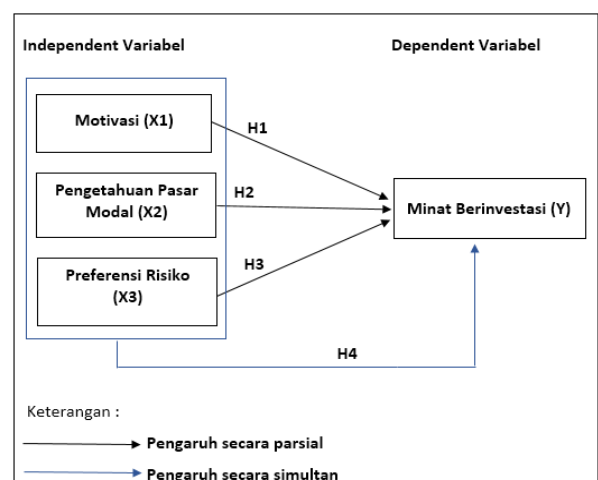 Independent Variabel
Dependent Variabel
Motivasi (X1)
H1
Pengetahuan Pasar
Modal (X2)
H2
Minat Berinvestasi (Y)
Preferensi Risiko
(X3)
H3
H4
Keterangan :
Pengaruh secara parsial
Pengaruh secara simultan